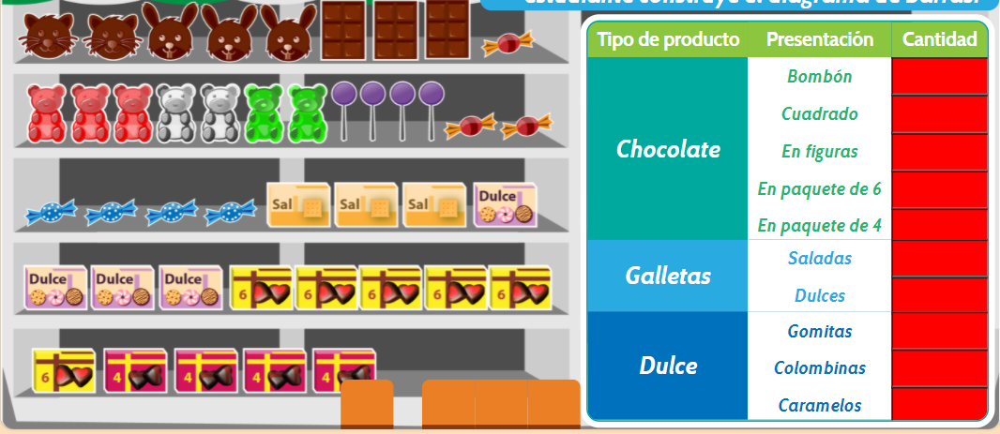 estudiante construye el diagrama de barras.
Tipo de producto Presentación Cantidad
Chocolate
Bombón
Cuadrado
En figuras
En paquete de 6
En paquete de 4
Galletas
Saladas
Dulces
Dulce
Gomitas
Colombinas
Caramelos
Sal Sal Sal Dulce
Dulce Dulce Dulce 6 6 6 6 6
6 4 4 4 4